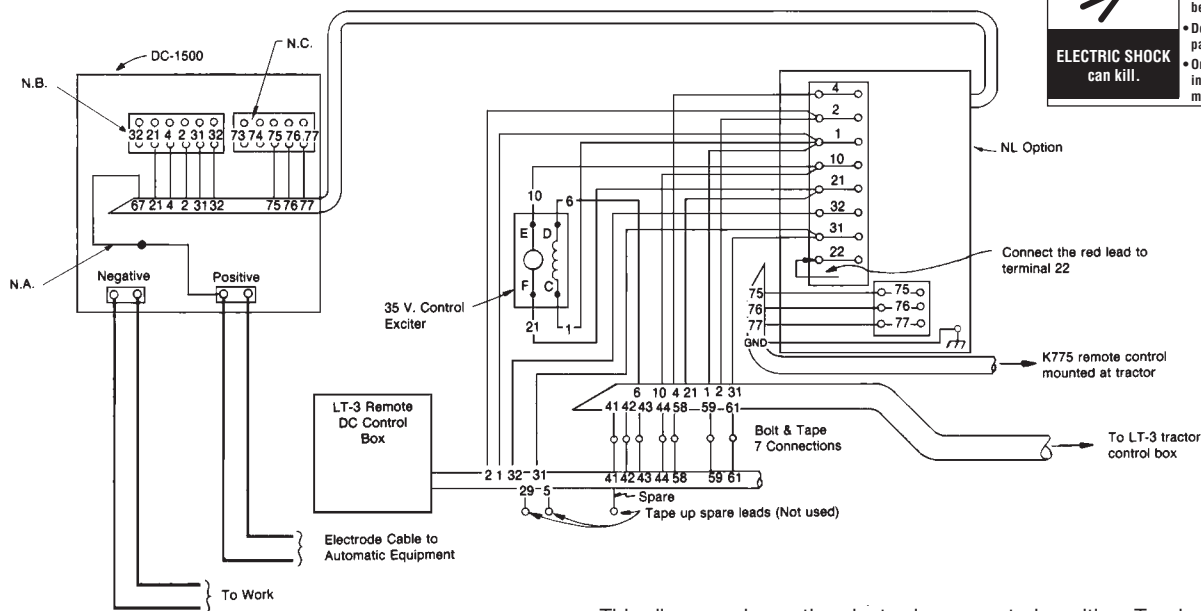 DC-1500
N.C.
N.B.
32 21 4 2 31 32
73 74 75 76 77
67 21 4 2 31 32
75 76 77
N.A.
Negative
Positive
ELECTRIC SHOCK
can kill.
be
pa
in
m
4
2
1
10
21
32
31
22
NL Option
Connect the red lead to
terminal 22
75
76
77
75
76
77
GND
10
6
E
D
F
C
21
1
35 V. Control
Exciter
K775 remote control
mounted at tractor
6 10 4 21 1 2 31
41 42 43 44 58 59 61
Bolt & Tape
7 Connections
To LT-3 tractor
control box
LT-3 Remote
DC Control
Box
2 1 32 31
41 42 43 44 58 59 61
29 5
Spare
Tape up spare leads (Not used)
Electrode Cable to
Automatic Equipment
To Work